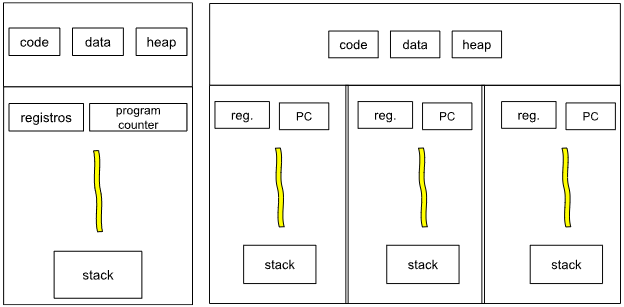 code data heap
registros program
counter
stack
code data heap
reg. PC reg. PC reg. PC
stack stack stack